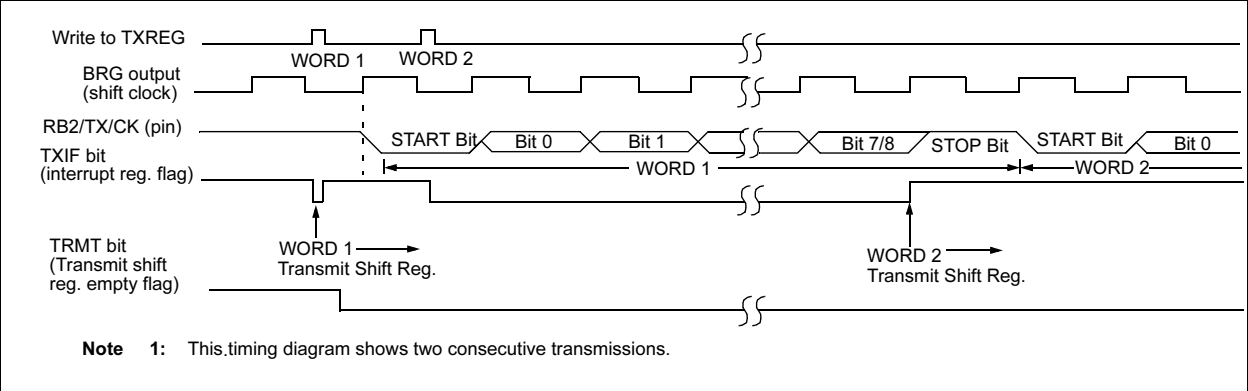 Write to TXREG
WORD 1
WORD 2
BRG output
(shift clock)
RB2/TX/CK (pin)
START Bit
Bit 0
Bit 1
Bit 7/8
STOP Bit
START Bit
Bit 0
TXIF bit
(interrupt reg. flag)
WORD 1
WORD 2
TRMT bit
(Transmit shift
reg. empty flag)
WORD 1
Transmit Shift Reg.
WORD 2
Transmit Shift Reg.
Note 1: This.timing diagram shows two consecutive transmissions.